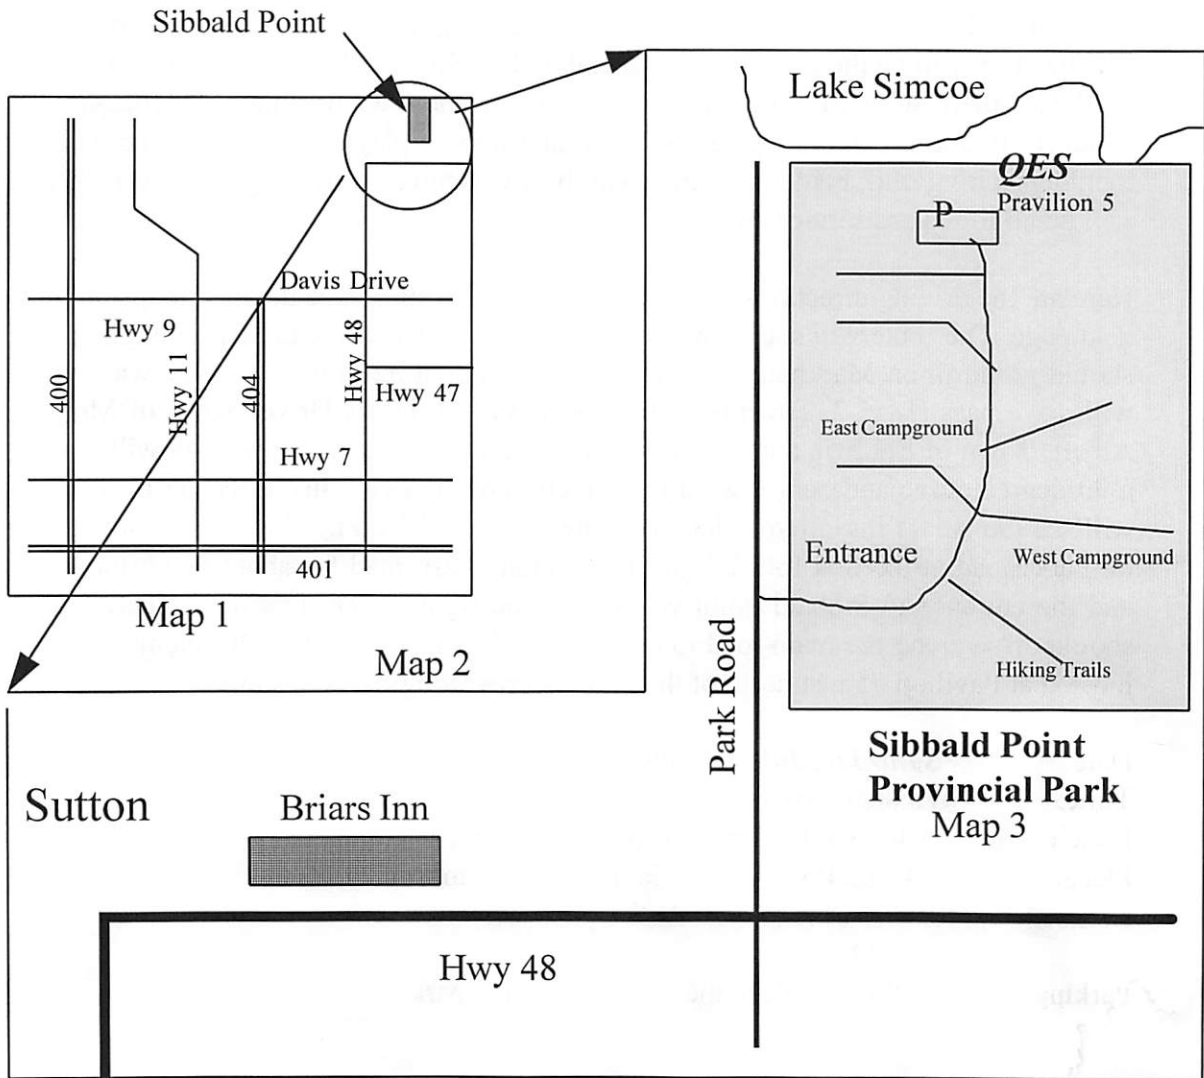 Sibbald Point
Lake Simcoe
QES
Pravilion 5
P
Davis Drive
Hwy 9
400
Hwy 11
404
Hwy 48
Hwy 47
Hwy 7
401
Map 1
Map 2
East Campground
Entrance
West Campground
Hiking Trails
Park Road
Sibbald Point
Provincial Park
Map 3
Sutton
Briars Inn
Hwy 48